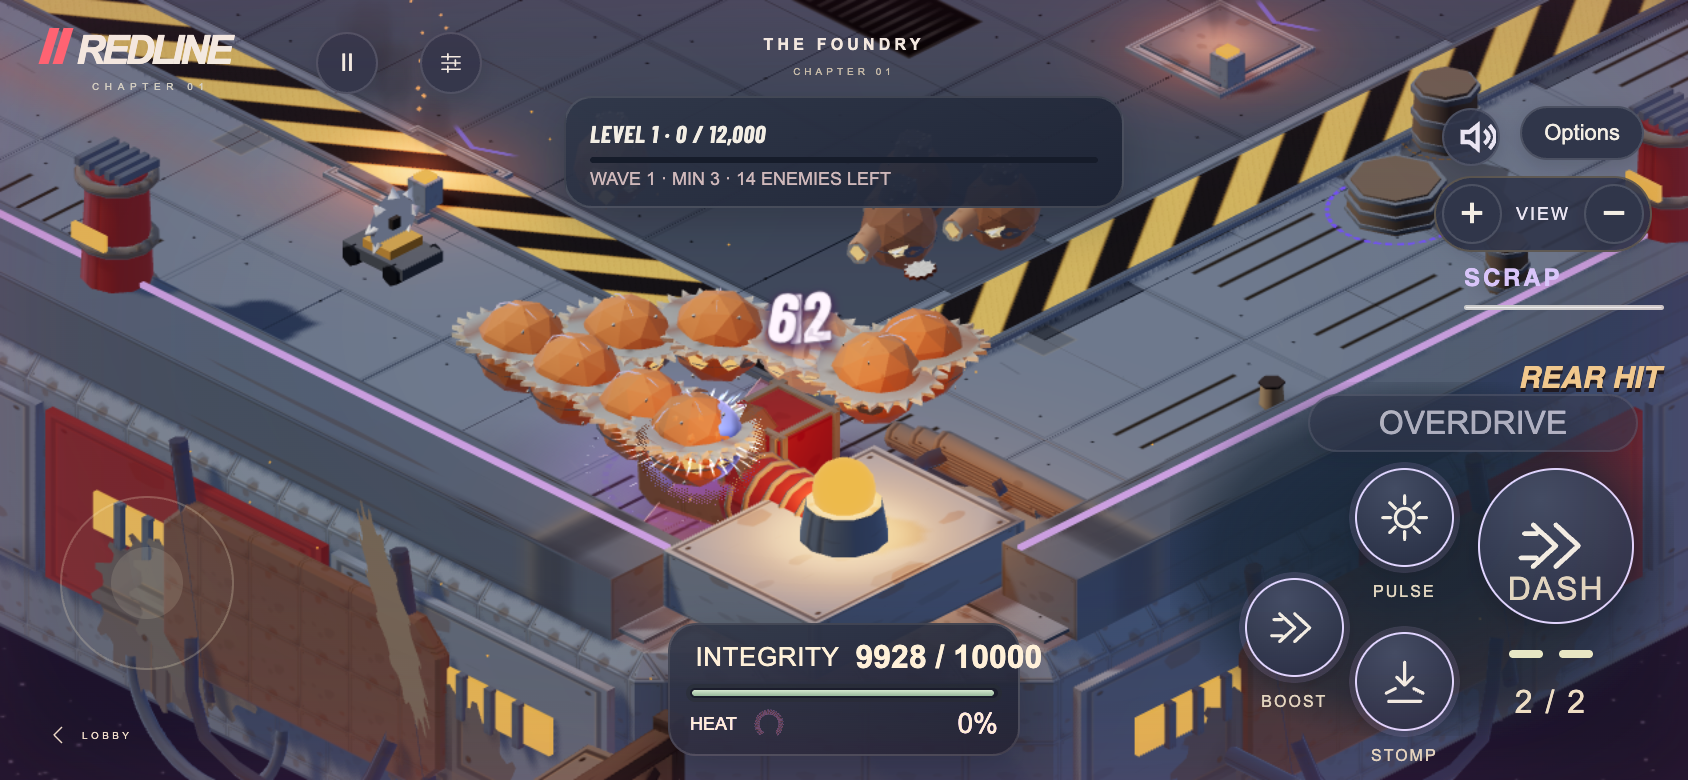 REDLINE
CHAPTER 01
THE FOUNDRY
CHAPTER 01
LEVEL 1 · 0 / 12,000
WAVE 1 · MIN 3 · 14 ENEMIES LEFT
Options
+ VIEW −
SCRAP
62
REAR HIT
OVERDRIVE
DASH
PULSE
BOOST
2 / 2
STOMP
INTEGRITY 9928 / 10000
HEAT 0%
LOBBY